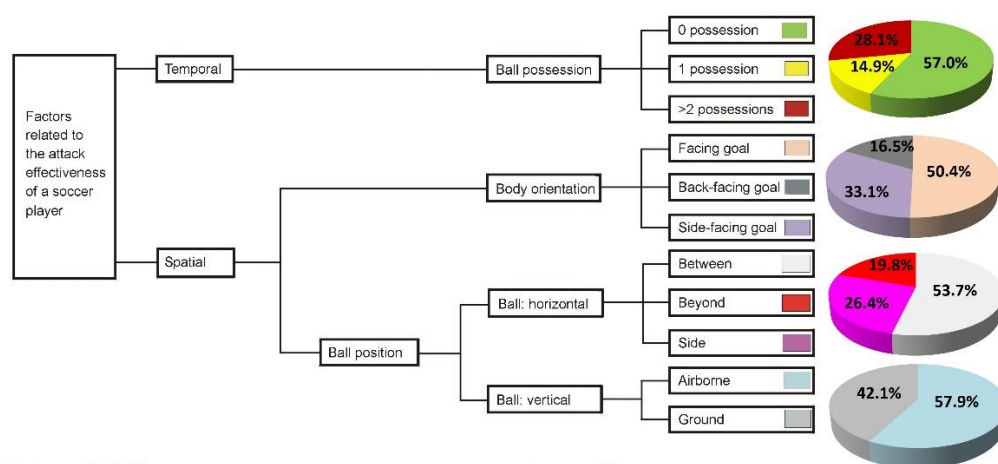 Factors
related to
the attack
effectiveness
of a soccer
player
Temporal
Ball possession
0 possession
1 possession
>2 possessions
28.1%
14.9%
57.0%
Spatial
Body orientation
Facing goal
Back-facing goal
Side-facing goal
16.5%
33.1%
50.4%
Ball position
Ball: horizontal
Between
Beyond
Side
19.8%
26.4%
53.7%
Ball: vertical
Airborne
Ground
42.1%
57.9%